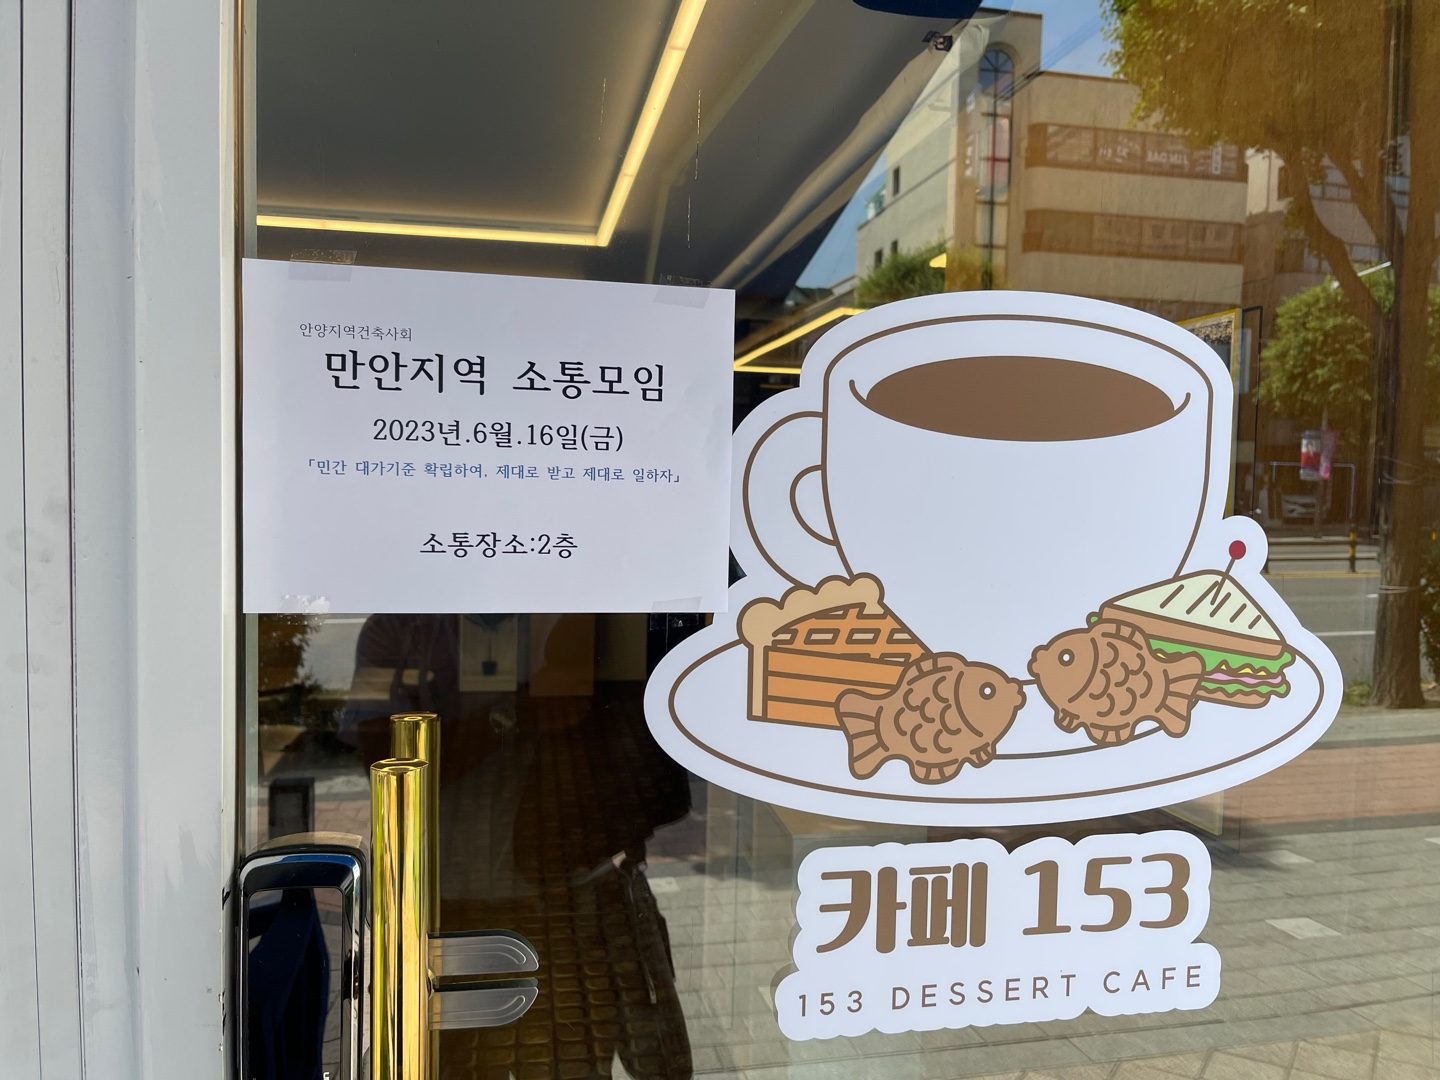 안양지역건축사회
만안지역 소통모임
2023년.6월.16일(금)
「민간 대가기준 확립하여, 제대로 받고 제대로 일하자」
소통장소:2층
카페 153
153 DESSERT CAFE